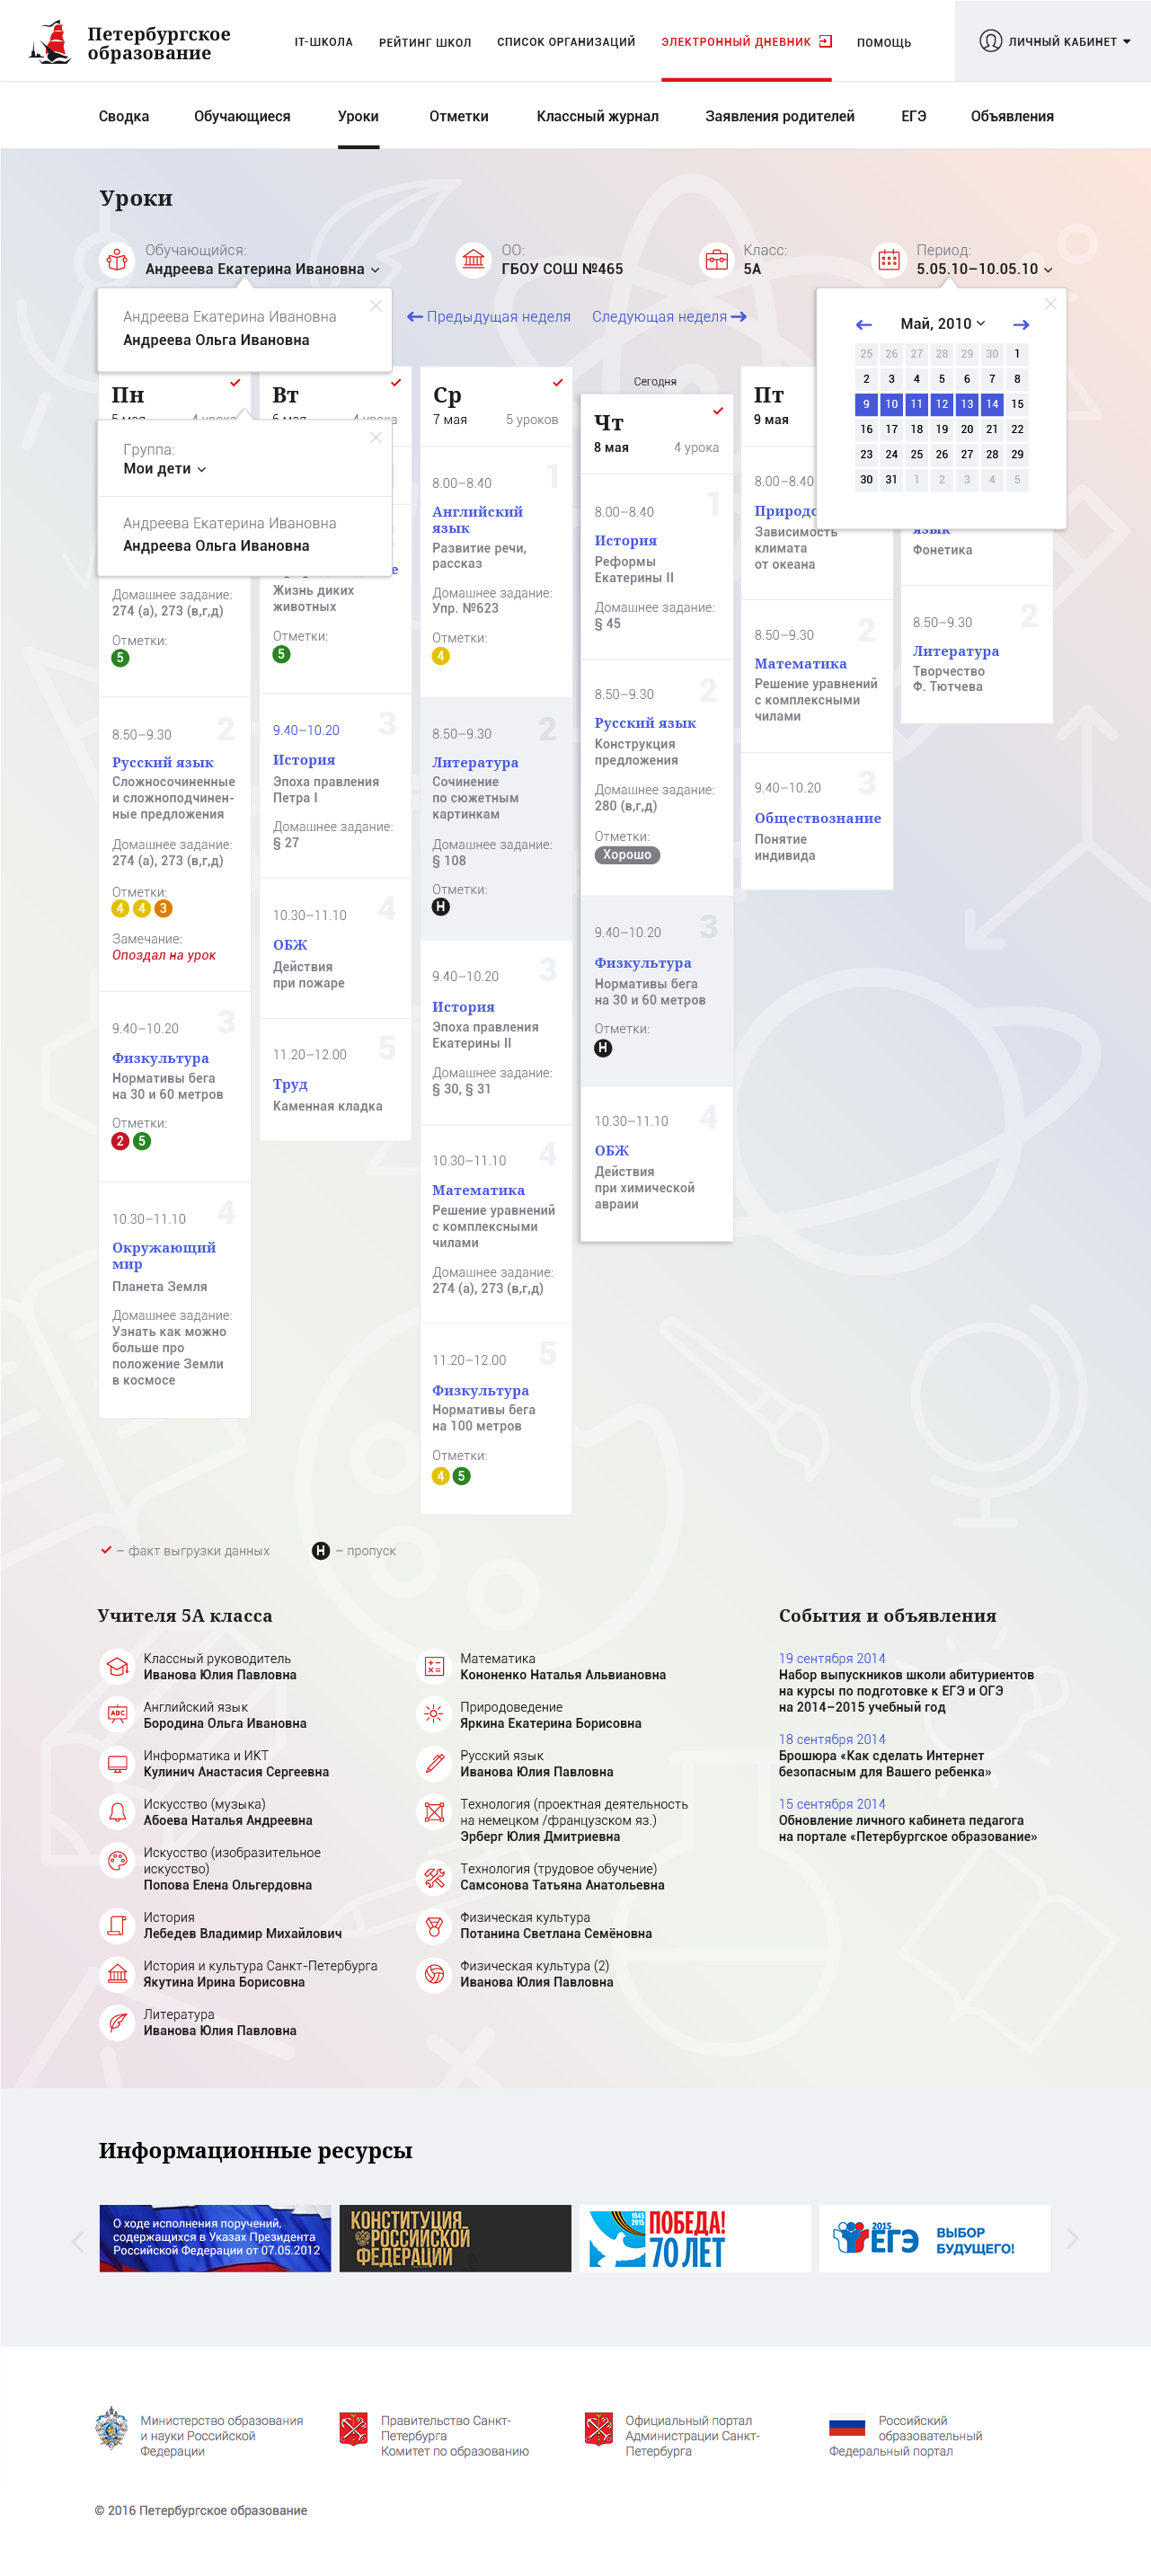 Петербургское
образование
IT-ШКОЛА
РЕЙТИНГ ШКОЛ
СПИСОК ОРГАНИЗАЦИЙ
ЭЛЕКТРОННЫЙ ДНЕВНИК
ПОМОЩЬ
ЛИЧНЫЙ КАБИНЕТ
Сводка
Обучающиеся
Уроки
Отметки
Классный журнал
Заявления родителей
ЕГЭ
Объявления
Уроки
Обучающийся:
Андреева Екатерина Ивановна
ОО:
ГБОУ СОШ №465
Класс:
5А
Период:
5.05.10–10.05.10
Андреева Екатерина Ивановна
Андреева Ольга Ивановна
Предыдущая неделя
Следующая неделя
Май, 2010
25 26 27 28 29 30 1
2 3 4 5 6 7 8
9 10 11 12 13 14 15
16 17 18 19 20 21 22
23 24 25 26 27 28 29
30 31 1 2 3 4 5
Пн
Группа:
Мои дети
Андреева Екатерина Ивановна
Андреева Ольга Ивановна
Домашнее задание:
274 (а), 273 (в,г,д)
Отметки:
5
8.50–9.30
2
Русский язык
Сложносочиненные
и сложноподчинен-
ные предложения
Домашнее задание:
274 (а), 273 (в,г,д)
Отметки:
4 4 3
Замечание:
Опоздал на урок
9.40–10.20
3
Физкультура
Нормативы бега
на 30 и 60 метров
Отметки:
2 5
10.30–11.10
4
Окружающий
мир
Планета Земля
Домашнее задание:
Узнать как можно
больше про
положение Земли
в космосе
Вт
Жизнь диких
животных
Отметки:
5
9.40–10.20
3
История
Эпоха правления
Петра I
Домашнее задание:
§ 27
10.30–11.10
4
ОБЖ
Действия
при пожаре
11.20–12.00
5
Труд
Каменная кладка
Ср
7 мая
5 уроков
8.00–8.40
1
Английский
язык
Развитие речи,
рассказ
Домашнее задание:
Упр. №623
Отметки:
4
8.50–9.30
2
Литература
Сочинение
по сюжетным
картинкам
Домашнее задание:
§ 108
Отметки:
Н
9.40–10.20
3
История
Эпоха правления
Екатерины II
Домашнее задание:
§ 30, § 31
10.30–11.10
4
Математика
Решение уравнений
с комплексными
чилами
Домашнее задание:
274 (а), 273 (в,г,д)
11.20–12.00
5
Физкультура
Нормативы бега
на 100 метров
Отметки:
4 5
Сегодня
Чт
8 мая
4 урока
8.00–8.40
1
История
Реформы
Екатерины II
Домашнее задание:
§ 45
8.50–9.30
2
Русский язык
Конструкция
предложения
Домашнее задание:
280 (в,г,д)
Отметки:
Хорошо
9.40–10.20
3
Физкультура
Нормативы бега
на 30 и 60 метров
Отметки:
Н
10.30–11.10
4
ОБЖ
Действия
при химической
авраии
Пт
9 мая
8.00–8.40
Зависимость
климата
от океана
8.50–9.30
2
Математика
Решение уравнений
с комплексными
чилами
9.40–10.20
3
Обществознание
Понятие
индивида
язык
Фонетика
8.50–9.30
2
Литература
Творчество
Ф. Тютчева
– факт выгрузки данных
Н – пропуск
Учителя 5А класса
Классный руководитель
Иванова Юлия Павловна
Английский язык
Бородина Ольга Ивановна
Информатика и ИКТ
Кулинич Анастасия Сергеевна
Искусство (музыка)
Абоева Наталья Андреевна
Искусство (изобразительное
искусство)
Попова Елена Ольгердовна
История
Лебедев Владимир Михайлович
История и культура Санкт-Петербурга
Якутина Ирина Борисовна
Литература
Иванова Юлия Павловна
Математика
Кононенко Наталья Альвиановна
Природоведение
Яркина Екатерина Борисовна
Русский язык
Иванова Юлия Павловна
Технология (проектная деятельность
на немецком /французском яз.)
Эрберг Юлия Дмитриевна
Технология (трудовое обучение)
Самсонова Татьяна Анатольевна
Физическая культура
Потанина Светлана Семёновна
Физическая культура (2)
Иванова Юлия Павловна
События и объявления
19 сентября 2014
Набор выпускников школи абитуриентов
на курсы по подготовке к ЕГЭ и ОГЭ
на 2014–2015 учебный год
18 сентября 2014
Брошюра «Как сделать Интернет
безопасным для Вашего ребенка»
15 сентября 2014
Обновление личного кабинета педагога
на портале «Петербургское образование»
Информационные ресурсы
О ходе исполнения поручений,
содержащихся в Указах Президента
Российской Федерации от 07.05.2012
КОНСТИТУЦИЯ
РОССИЙСКОЙ
ФЕДЕРАЦИИ
1945
2015
ПОБЕДА!
70 ЛЕТ
2015
ЕГЭ
ВЫБОР
БУДУЩЕГО!
Министерство образования
и науки Российской
Федерации
Правительство Санкт-
Петербурга
Комитет по образованию
Официальный портал
Администрации Санкт-
Петербурга
Российский
образовательный
Федеральный портал
© 2016 Петербургское образование